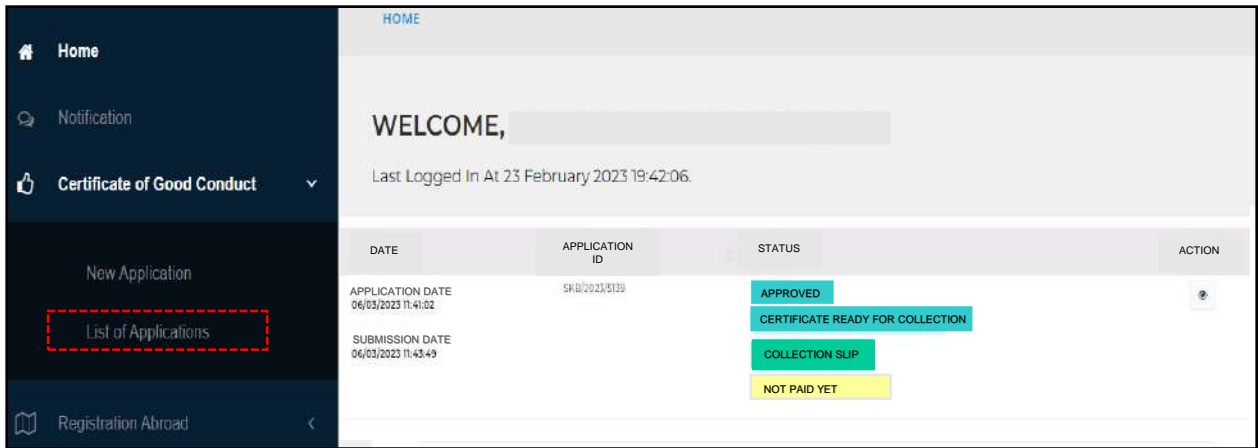 HOME
Home
Notification
WELCOME,
Certificate of Good Conduct
Last Logged In At 23 February 2023 19:42:06.
DATE APPLICATION ID STATUS ACTION
New Application
List of Applications
APPLICATION DATE
06/03/2023 11:41:02
SKB/2023/5139
APPROVED
CERTIFICATE READY FOR COLLECTION
SUBMISSION DATE
06/03/2023 11:43:49
COLLECTION SLIP
NOT PAID YET
Registration Abroad